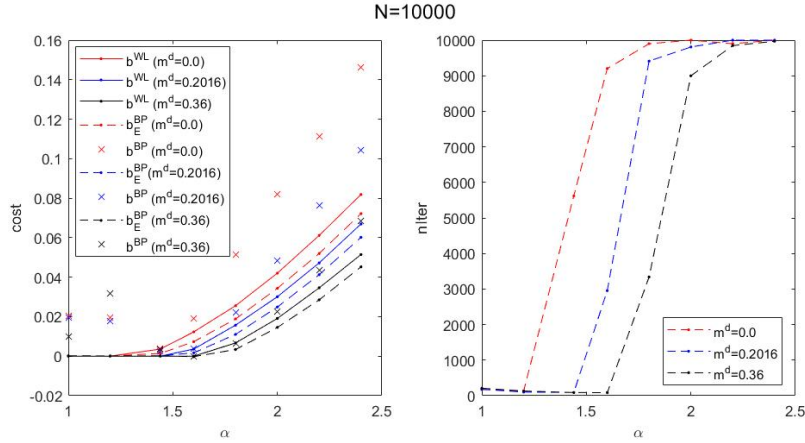 N=10000
0.16
0.14
0.12
0.1
0.08
0.06
0.04
0.02
0
-0.02
cost
b^WL (m^d=0.0)
b^WL (m^d=0.2016)
b^WL (m^d=0.36)
b_E^BP (m^d=0.0)
b^BP (m^d=0.0)
b_E^BP(m^d=0.2016)
b^BP (m^d=0.2016)
b_E^BP (m^d=0.36)
b^BP (m^d=0.36)
1 1.5 2 2.5
α
10000
9000
8000
7000
6000
5000
4000
3000
2000
1000
0
nIter
m^d=0.0
m^d=0.2016
m^d=0.36
1 1.5 2 2.5
α